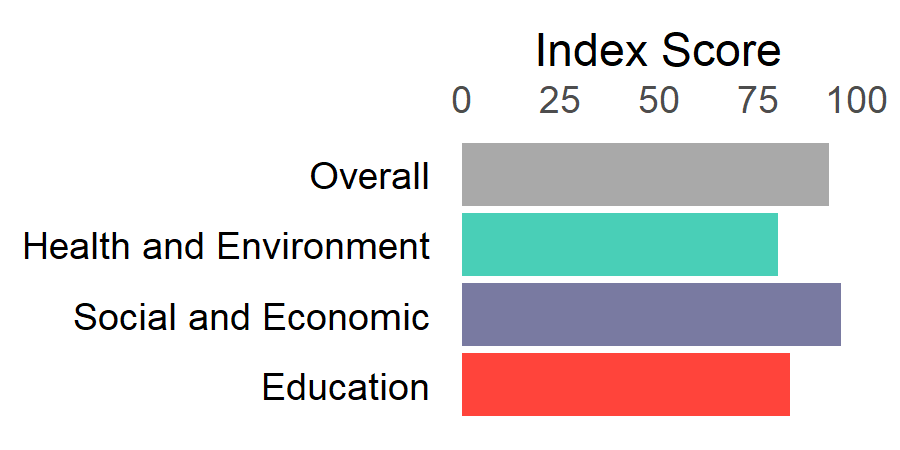 Index Score
0 25 50 75 100
Overall
Health and Environment
Social and Economic
Education